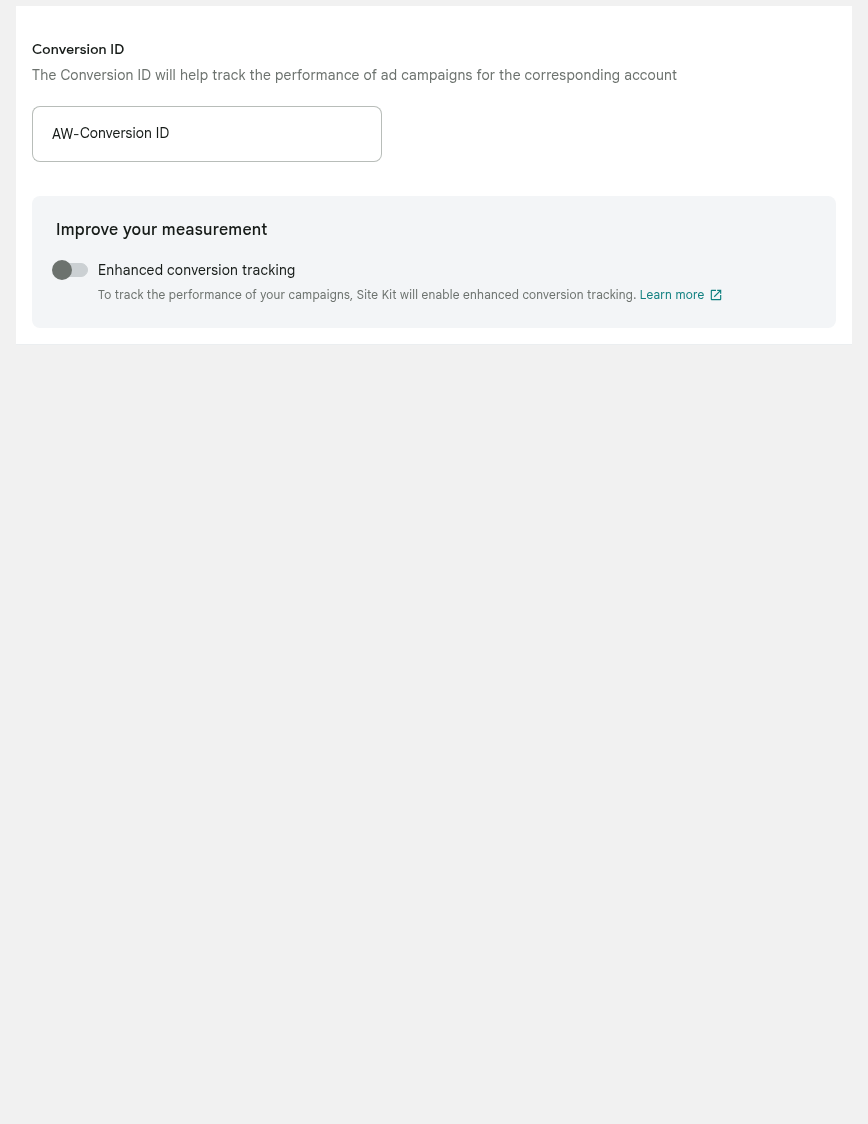 Conversion ID
The Conversion ID will help track the performance of ad campaigns for the corresponding account
AW-Conversion ID
Improve your measurement
Enhanced conversion tracking
To track the performance of your campaigns, Site Kit will enable enhanced conversion tracking. Learn more